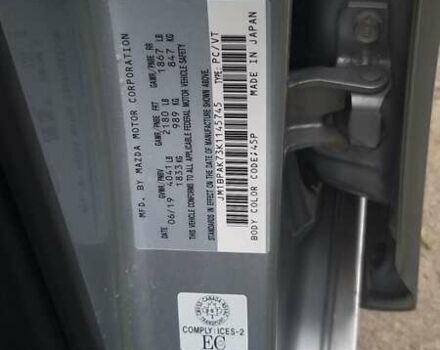 MFD. BY MAZDA MOTOR CORPORATION
DATE GVWR/PNBV GAWR/PNBE FRT GAWR/PNBE RR
06/19 4041 LB 2180 LB 1867 LB
1833 KG 989 KG 847 KG
THIS VEHICLE CONFORMS TO ALL APPLICABLE FEDERAL MOTOR VEHICLE SAFETY
STANDARDS IN EFFECT ON THE DATE OF MANUFACTURE SHOWN ABOVE.
JM1BPAK73K1145745 TYPE: PC/VT
BODY COLOR CODE: 45P MADE IN JAPAN
CANADA
TRANSPORT
COMPLY ICES-2
EC